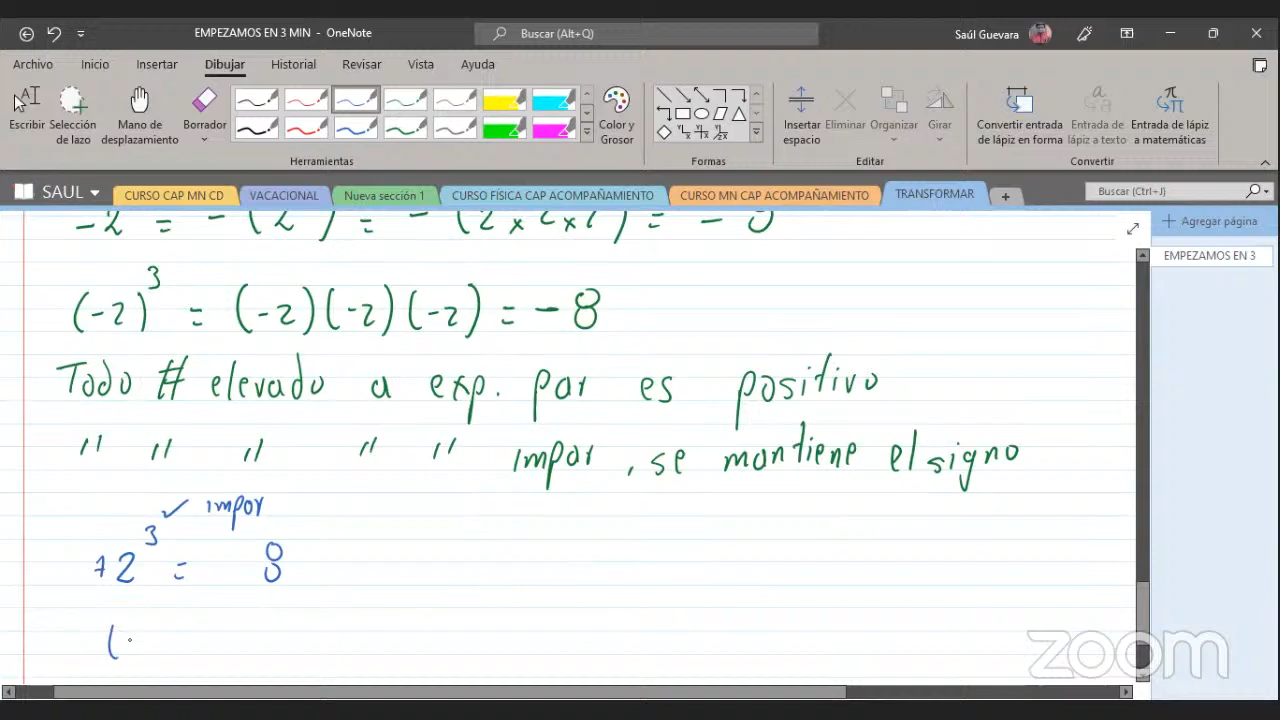 EMPEZAMOS EN 3 MIN - OneNote
Buscar (Alt+Q)
Saúl Guevara
Archivo Inicio Insertar Dibujar Historial Revisar Vista Ayuda
Escribir Selección de lazo Mano de desplazamiento Borrador Color y Grosor Insertar espacio Eliminar Organizar Girar Convertir entrada de lápiz en forma Entrada de lápiz a texto Entrada de lápiz a matemáticas
Herramientas Formas Editar Convertir
SAUL CURSO CAP MN CD VACACIONAL Nueva sección 1 CURSO FÍSICA CAP ACOMPAÑAMIENTO CURSO MN CAP ACOMPAÑAMIENTO TRANSFORMAR Buscar (Ctrl+J)
Agregar página
EMPEZAMOS EN 3
(-2)^3 = (-2)(-2)(-2) = -8
Todo # elevado a exp. par es positivo
" " " " " impar, se mantiene el signo
✓ impar
+2^3 = 8
(
zoom